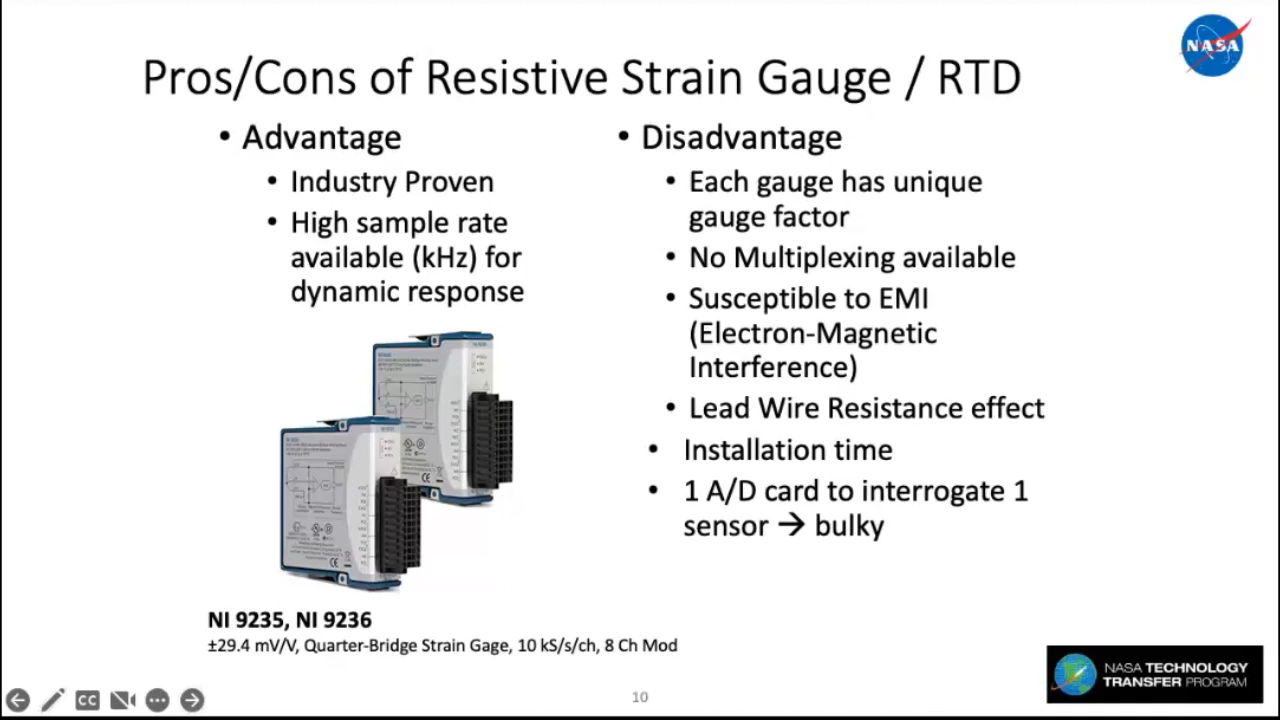 NASA
Pros/Cons of Resistive Strain Gauge / RTD
• Advantage
• Industry Proven
• High sample rate
available (kHz) for
dynamic response
• Disadvantage
• Each gauge has unique
gauge factor
• No Multiplexing available
• Susceptible to EMI
(Electron-Magnetic
Interference)
• Lead Wire Resistance effect
• Installation time
• 1 A/D card to interrogate 1
sensor → bulky
NI 9235, NI 9236
±29.4 mV/V, Quarter-Bridge Strain Gage, 10 kS/s/ch, 8 Ch Mod
CC
10
NASA TECHNOLOGY
TRANSFER PROGRAM